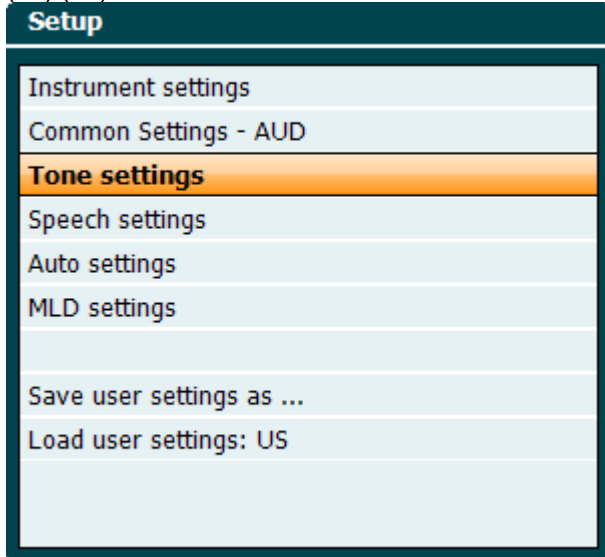 Setup
Instrument settings
Common Settings - AUD
Tone settings
Speech settings
Auto settings
MLD settings
Save user settings as ...
Load user settings: US